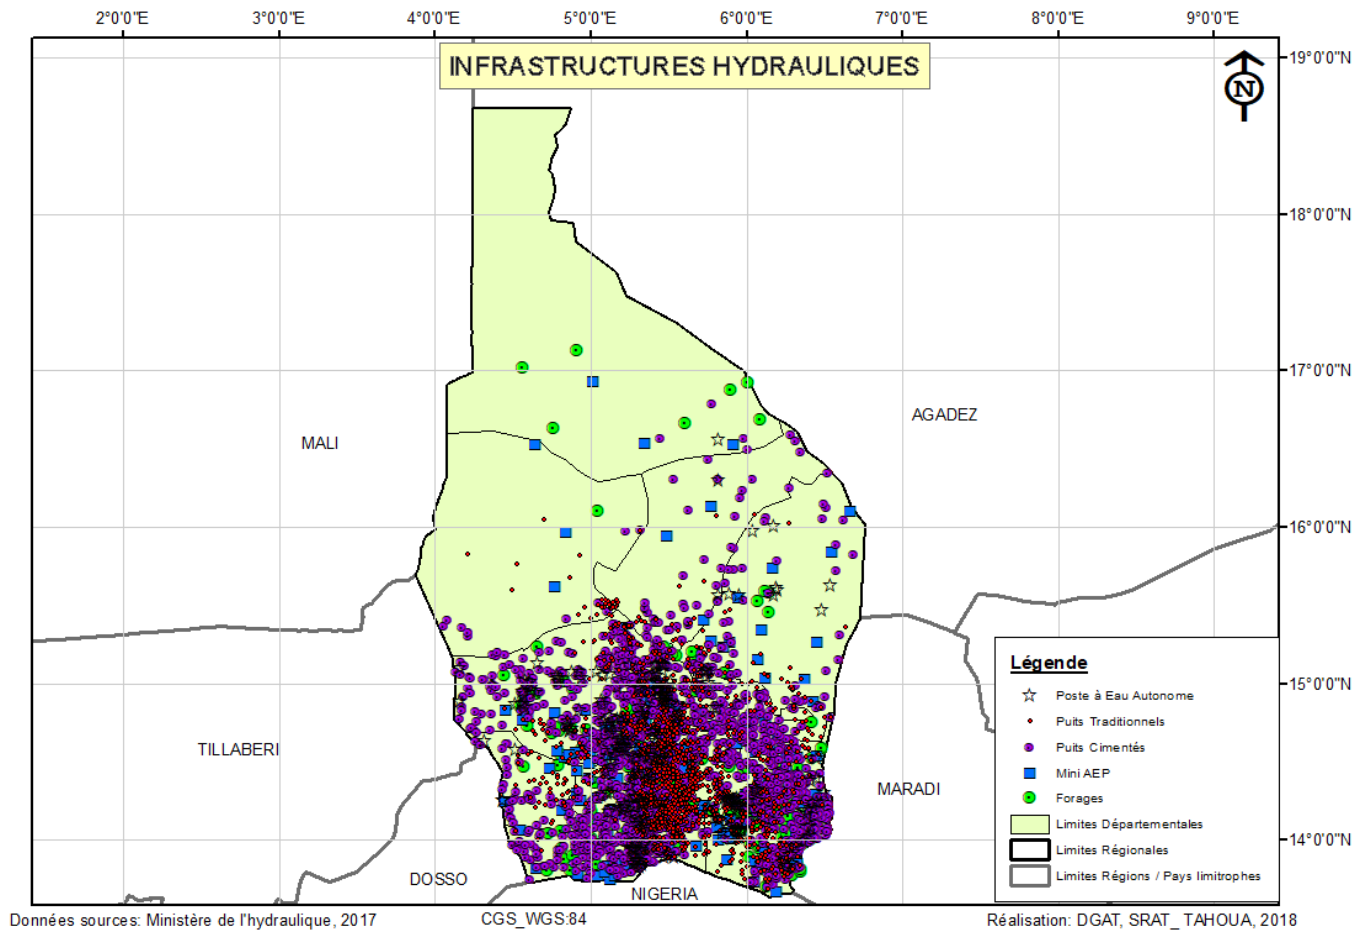 2°0'0"E 3°0'0"E 4°0'0"E 5°0'0"E 6°0'0"E 7°0'0"E 8°0'0"E 9°0'0"E
INFRASTRUCTURES HYDRAULIQUES
19°0'0"N
N
18°0'0"N
17°0'0"N
AGADEZ
MALI
16°0'0"N
Légende
15°0'0"N
Poste à Eau Autonome
Puits Traditionnels
TILLABERI
Puits Cimentés
Mini AEP
MARADI
Forages
Limites Départementales
14°0'0"N
Limites Régionales
DOSSO
Limites Régions / Pays limitrophes
NIGERIA
Données sources: Ministère de l'hydraulique, 2017 CGS_WGS:84 Réalisation: DGAT, SRAT_ TAHOUA, 2018